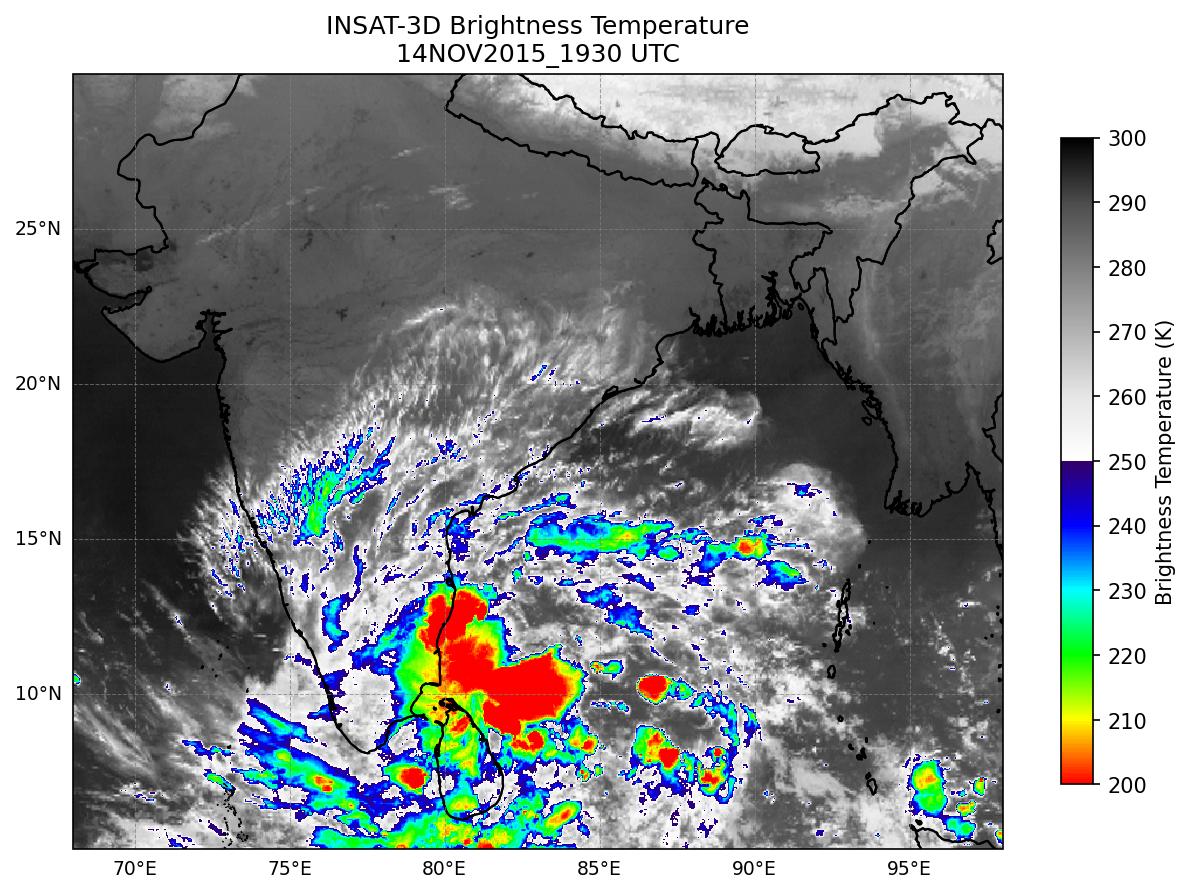 INSAT-3D Brightness Temperature
14NOV2015_1930 UTC
25°N
20°N
15°N
10°N
70°E
75°E
80°E
85°E
90°E
95°E
300
290
280
270
260
250
240
230
220
210
200
Brightness Temperature (K)